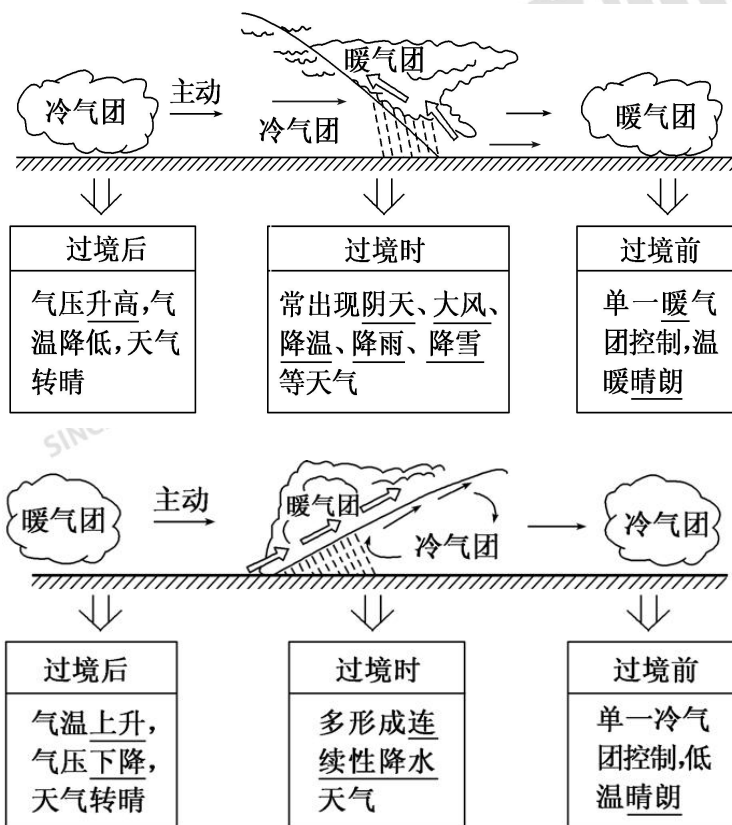 冷气团
主动
冷气团
暖气团
暖气团
过境后
气压升高,气
温降低,天气
转晴
过境时
常出现阴天、大风、
降温、降雨、降雪
等天气
过境前
单一暖气
团控制,温
暖晴朗
SINC
暖气团
主动
暖气团
冷气团
冷气团
过境后
气温上升,
气压下降,
天气转晴
过境时
多形成连
续性降水
天气
过境前
单一冷气
团控制,低
温晴朗